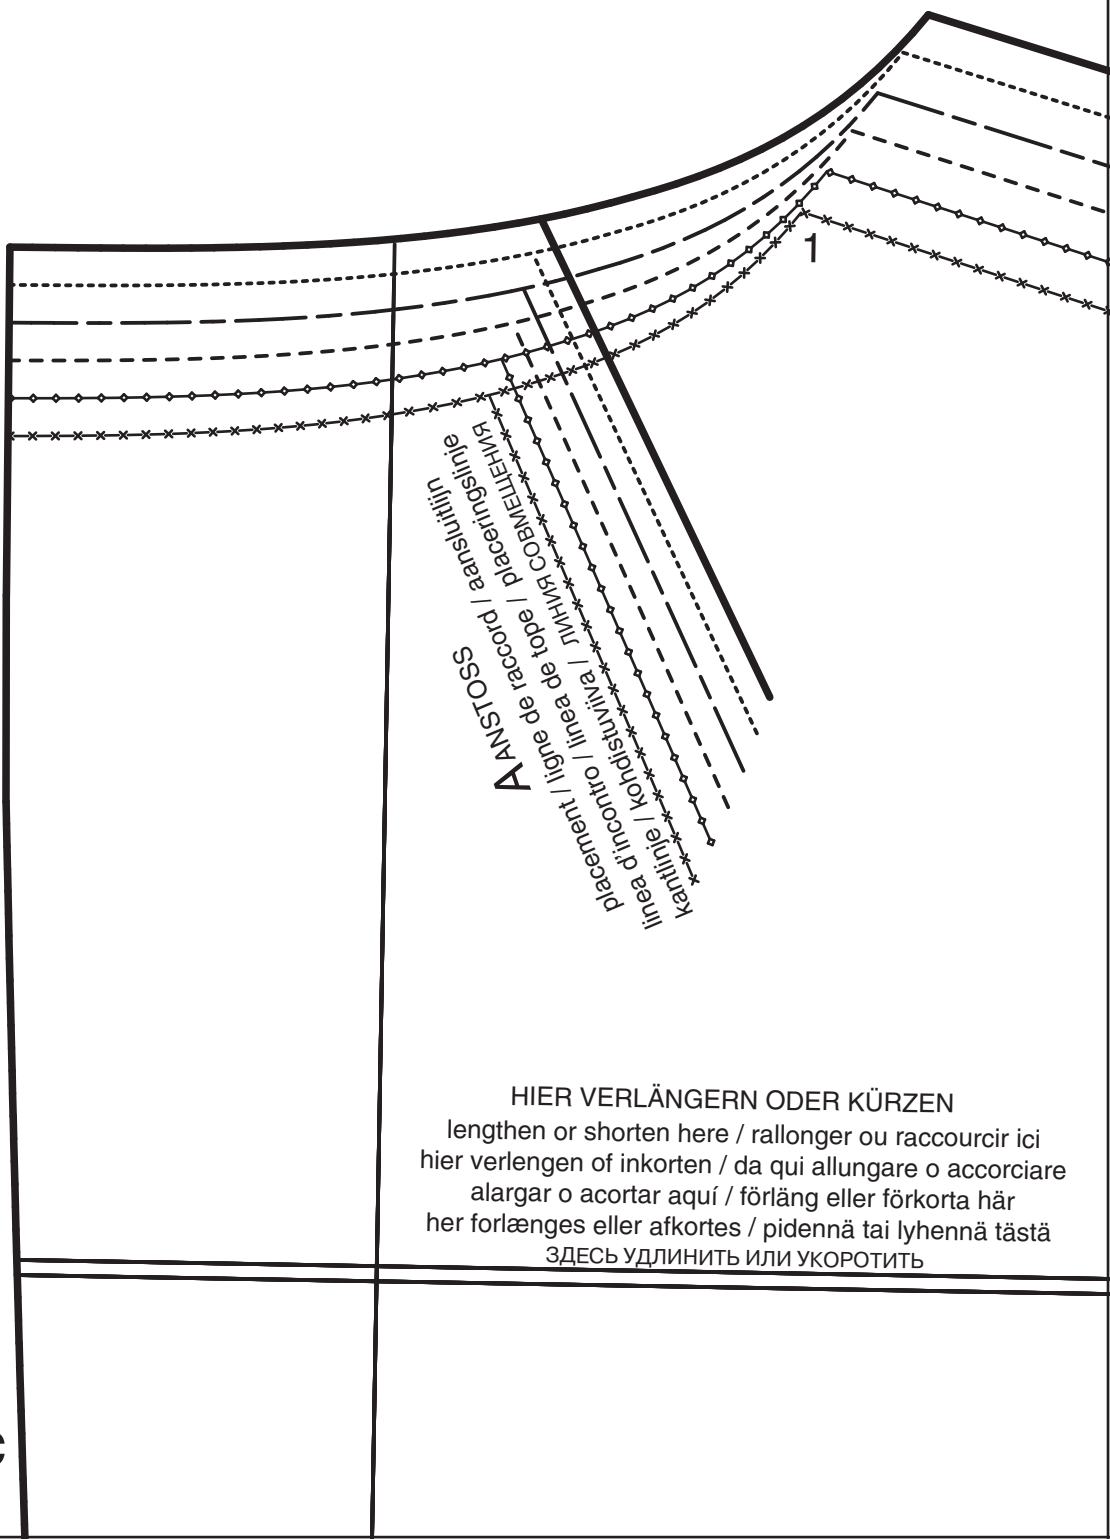 1
A ANSTOSS
placement / ligne de raccord / aansluitlijn
linea d'incontro / linea de tope / placeringslinje
kantlinje / kohdistusviiva / ЛИНИЯ СОВМЕЩЕНИЯ
HIER VERLÄNGERN ODER KÜRZEN
lengthen or shorten here / rallonger ou raccourcir ici
hier verlengen of inkorten / da qui allungare o accorciare
alargar o acortar aquí / förläng eller förkorta här
her forlænges eller afkortes / pidennä tai lyhennä tästä
ЗДЕСЬ УДЛИНИТЬ ИЛИ УКОРОТИТЬ